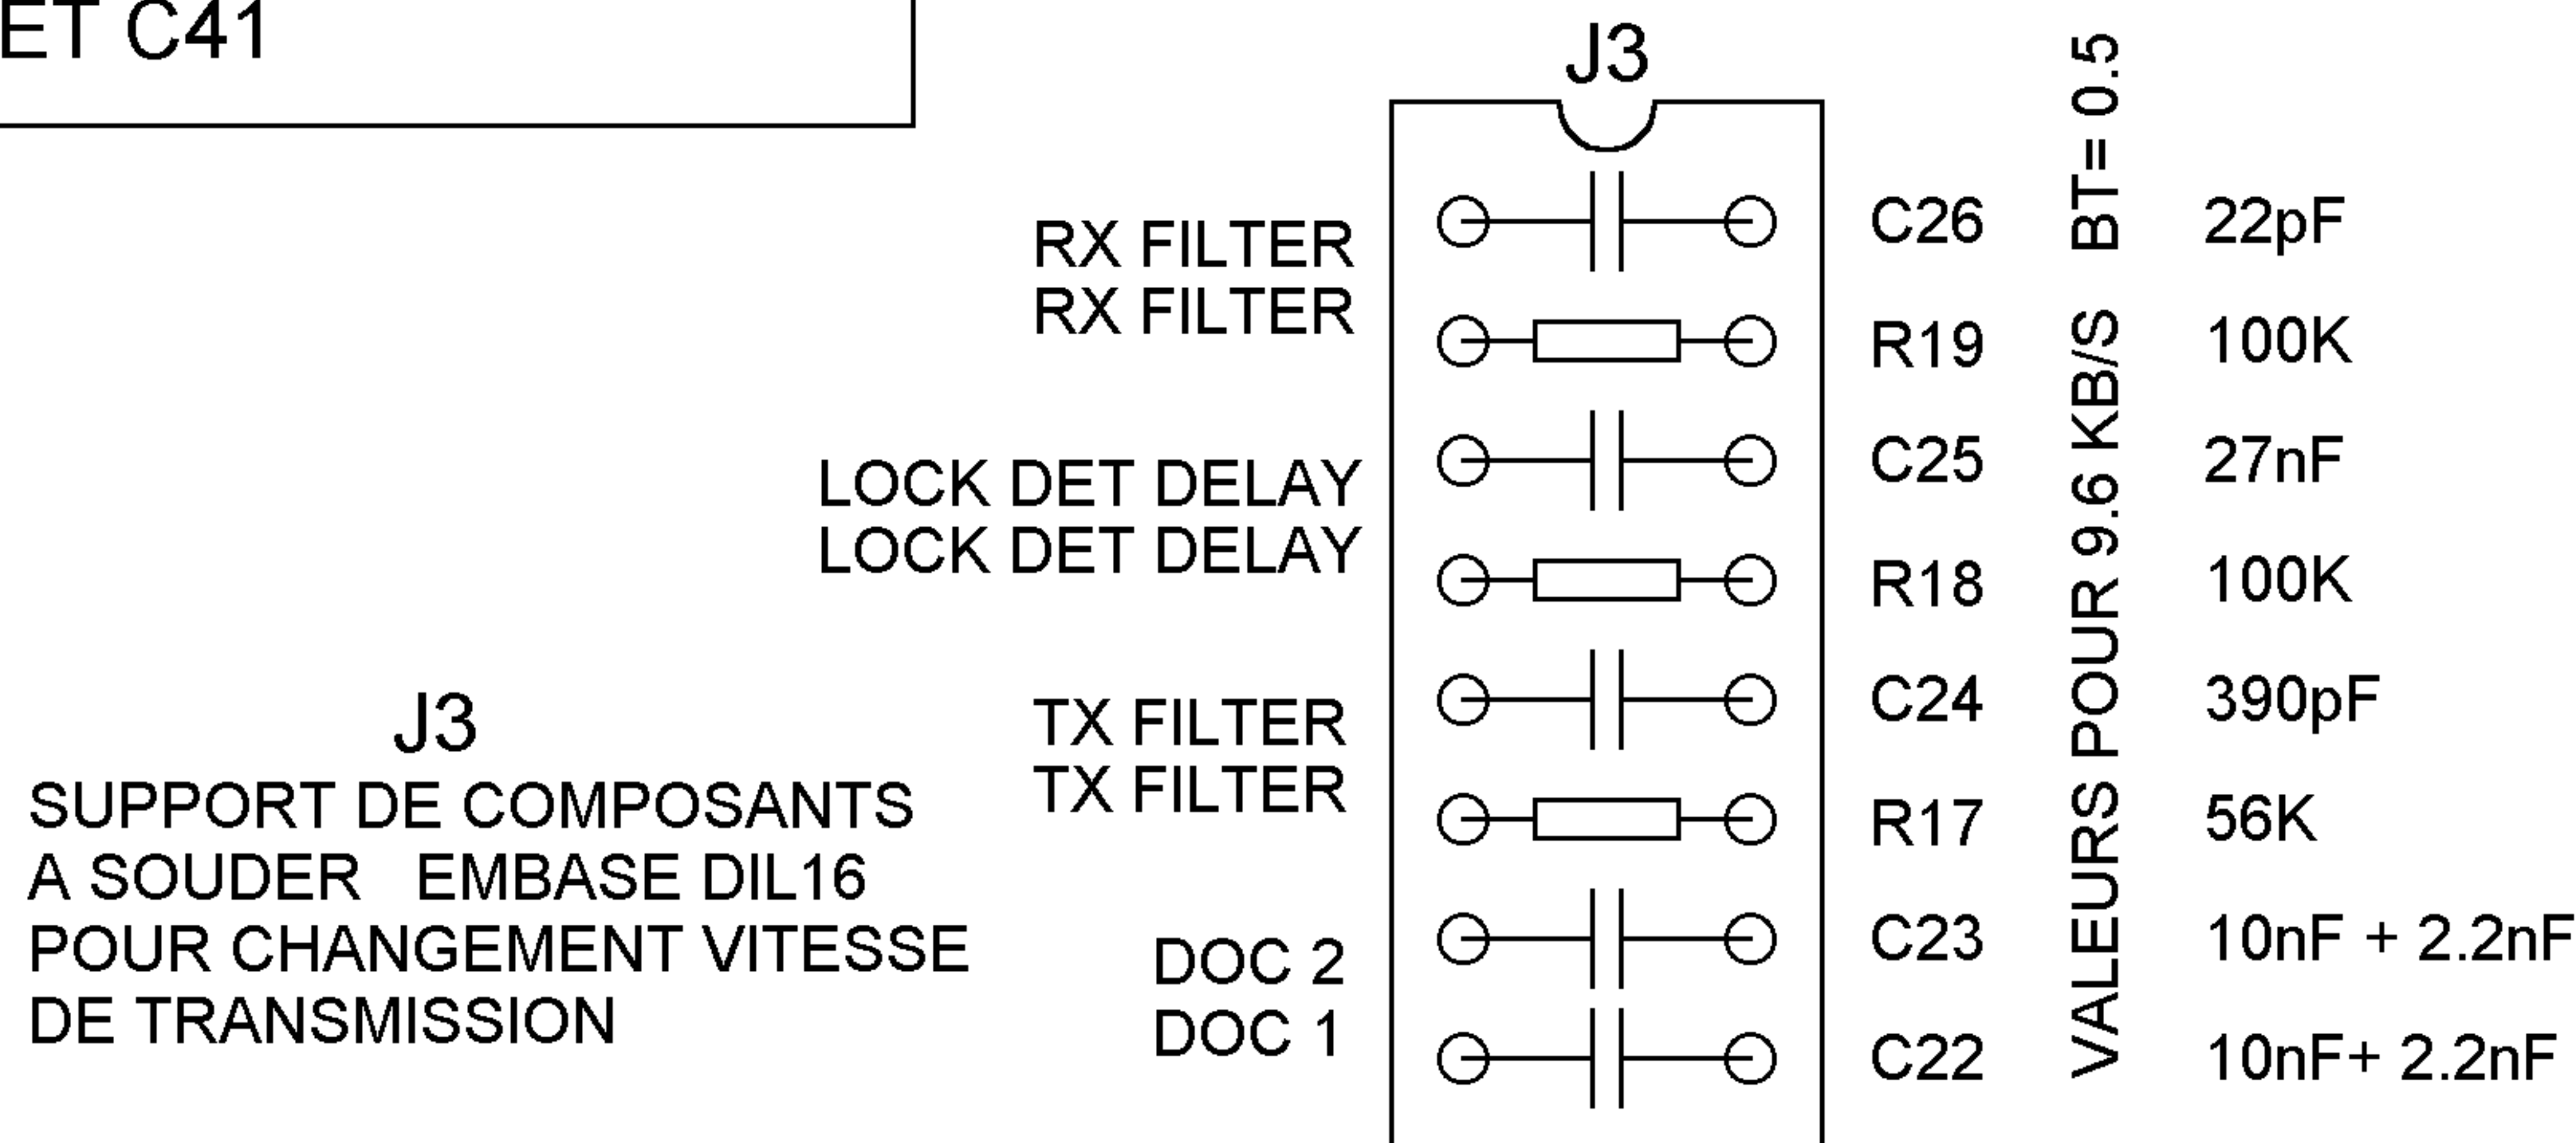 ET C41
J3
RX FILTER
RX FILTER
LOCK DET DELAY
LOCK DET DELAY
TX FILTER
TX FILTER
DOC 2
DOC 1
C26
R19
C25
R18
C24
R17
C23
C22
VALEURS POUR 9.6 KB/S BT= 0.5
22pF
100K
27nF
100K
390pF
56K
10nF + 2.2nF
10nF+ 2.2nF
J3
SUPPORT DE COMPOSANTS
A SOUDER EMBASE DIL16
POUR CHANGEMENT VITESSE
DE TRANSMISSION